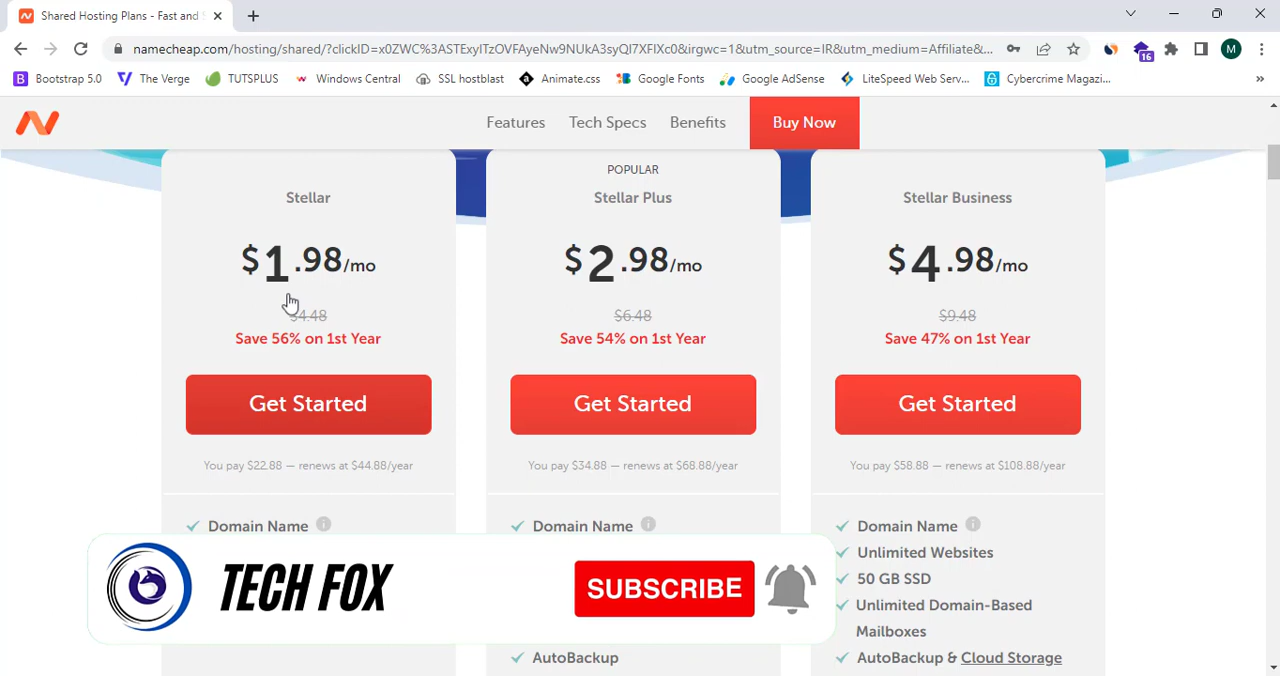 Shared Hosting Plans - Fast and S
namecheap.com/hosting/shared/?clickID=x0ZWC%3ASTExyITzOVFAyeNw9NUkA3syQI7XFIXc0&irgwc=1&utm_source=IR&utm_medium=Affiliate&...
16
M
Bootstrap 5.0
The Verge
TUTSPLUS
Windows Central
SSL hostblast
Animate.css
Google Fonts
Google AdSense
LiteSpeed Web Serv...
Cybercrime Magazi...
»
Features
Tech Specs
Benefits
Buy Now
POPULAR
Stellar
Stellar Plus
Stellar Business
$1.98/mo
$2.98/mo
$4.98/mo
$4.48
$6.48
$9.48
Save 56% on 1st Year
Save 54% on 1st Year
Save 47% on 1st Year
Get Started
Get Started
Get Started
You pay $22.88 — renews at $44.88/year
You pay $34.88 — renews at $68.88/year
You pay $58.88 — renews at $108.88/year
Domain Name
Domain Name
Domain Name
Unlimited Websites
50 GB SSD
Unlimited Domain-Based
Mailboxes
AutoBackup
AutoBackup & Cloud Storage
TECH FOX
SUBSCRIBE